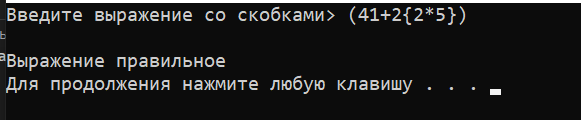 Введите выражение со скобками> (41+2{2*5})
Выражение правильное
Для продолжения нажмите любую клавишу . . .